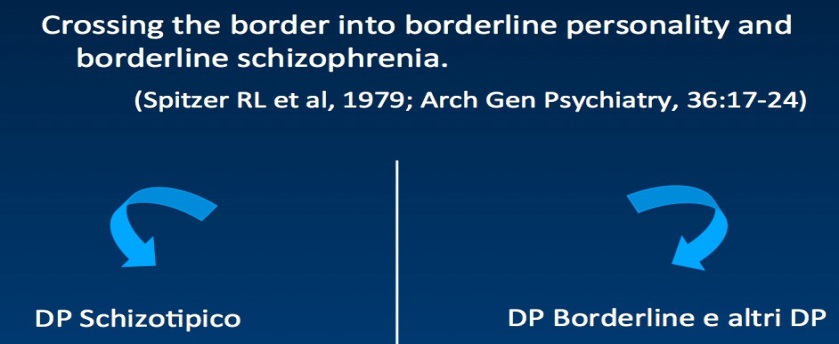 Crossing the border into borderline personality and
borderline schizophrenia.
(Spitzer RL et al, 1979; Arch Gen Psychiatry, 36:17-24)
DP Schizotipico
DP Borderline e altri DP